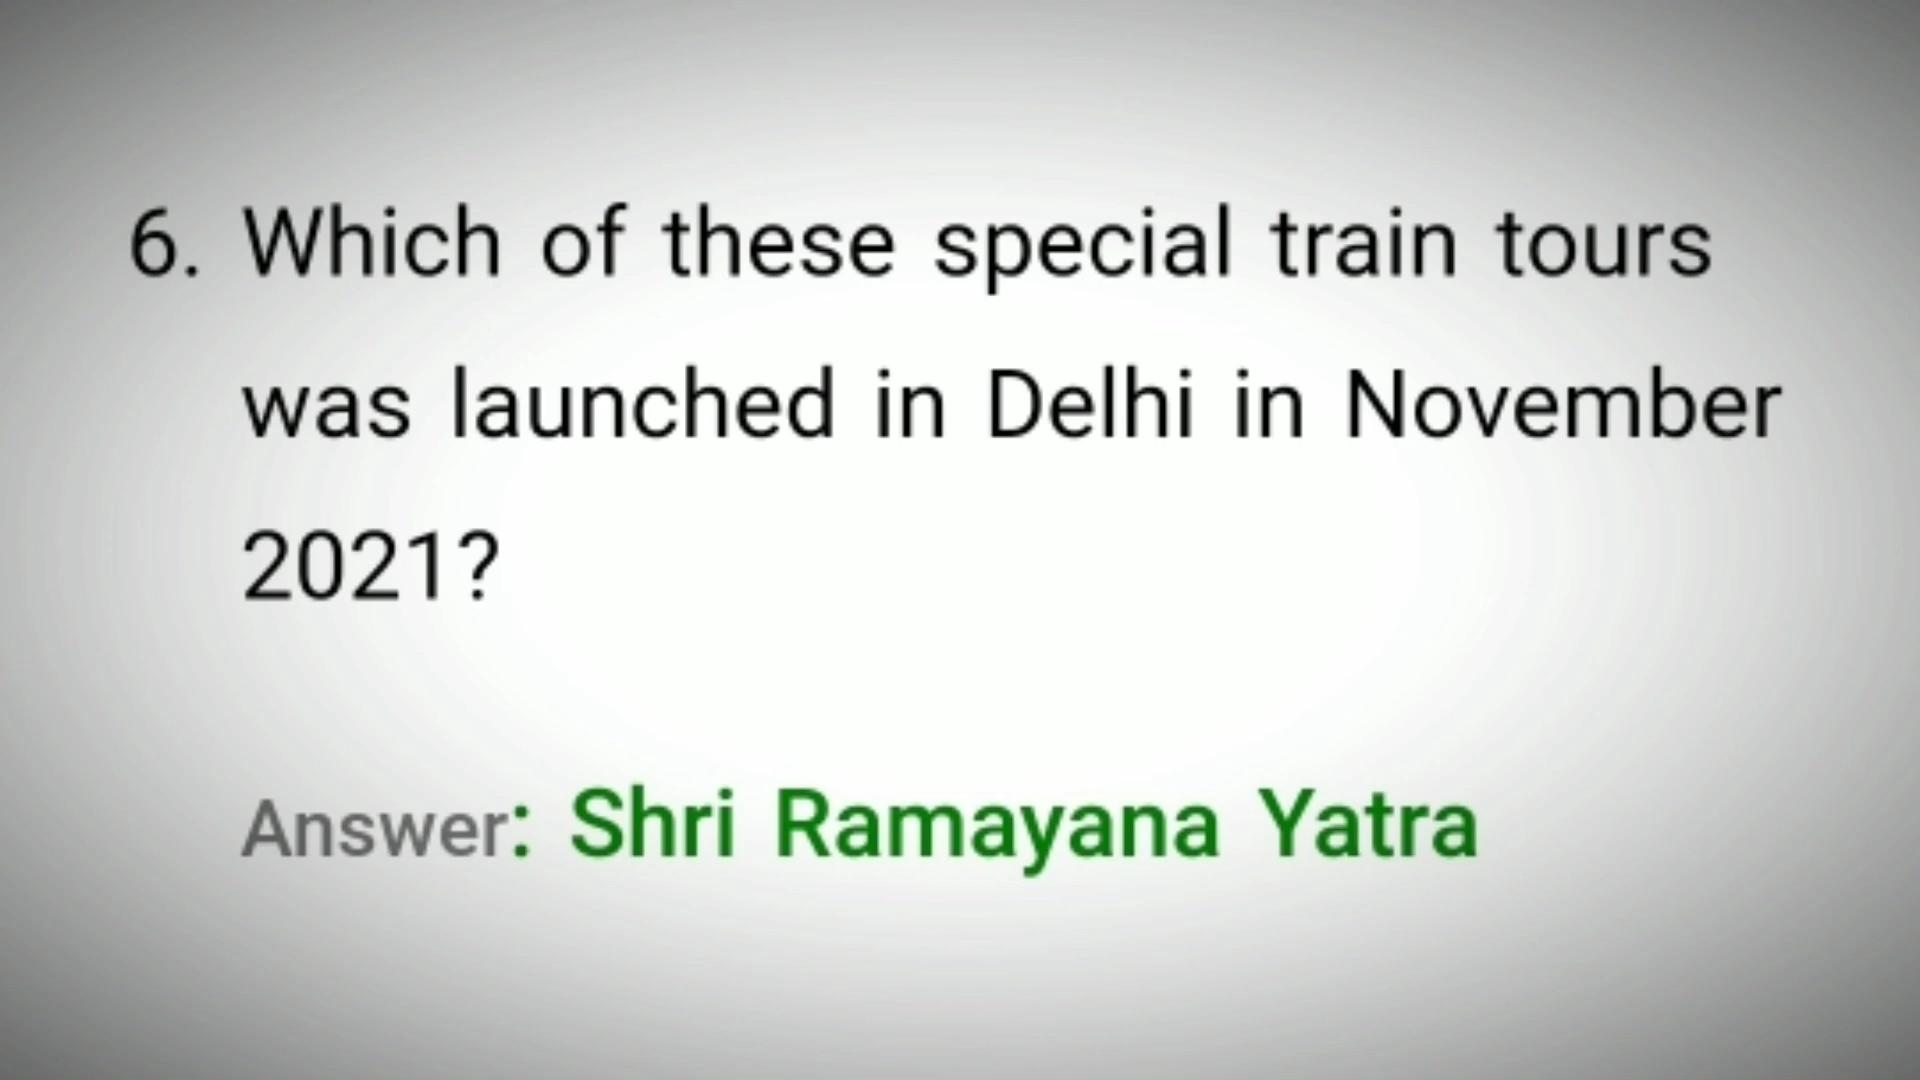 6. Which of these special train tours
was launched in Delhi in November
2021?
Answer: Shri Ramayana Yatra